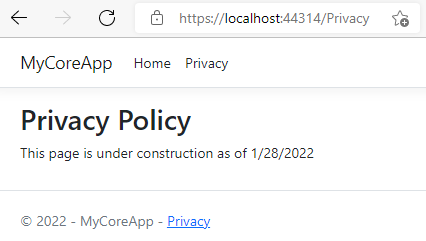 https://localhost:44314/Privacy
MyCoreApp Home Privacy
Privacy Policy
This page is under construction as of 1/28/2022
© 2022 - MyCoreApp - Privacy